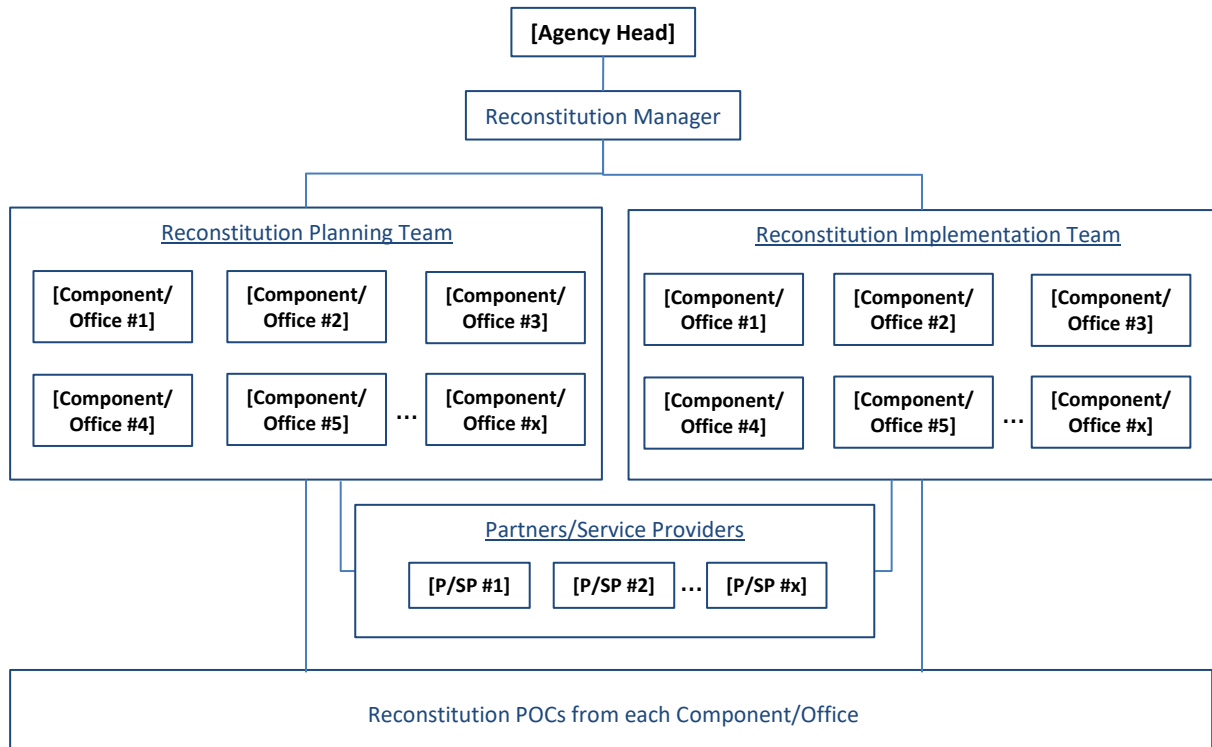 [Agency Head]
Reconstitution Manager
Reconstitution Planning Team
[Component/
Office #1]
[Component/
Office #2]
[Component/
Office #3]
[Component/
Office #4]
[Component/
Office #5]
...
[Component/
Office #x]
Reconstitution Implementation Team
[Component/
Office #1]
[Component/
Office #2]
[Component/
Office #3]
[Component/
Office #4]
[Component/
Office #5]
...
[Component/
Office #x]
Partners/Service Providers
[P/SP #1]
[P/SP #2]
...
[P/SP #x]
Reconstitution POCs from each Component/Office